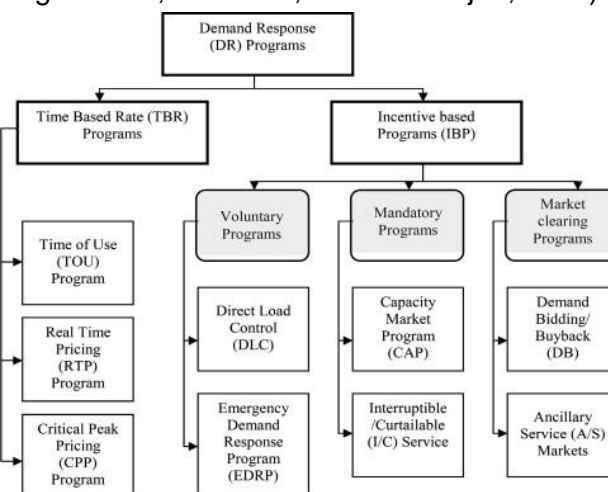 Demand Response
(DR) Programs
Time Based Rate (TBR)
Programs
Incentive based
Programs (IBP)
Voluntary
Programs
Mandatory
Programs
Market
clearing
Programs
Time of Use
(TOU)
Program
Direct Load
Control
(DLC)
Capacity
Market
Program
(CAP)
Demand
Bidding/
Buyback
(DB)
Real Time
Pricing
(RTP)
Program
Emergency
Demand
Response
Program
(EDRP)
Interruptible
/Curtailable
(I/C) Service
Ancillary
Service (A/S)
Markets
Critical Peak
Pricing
(CPP)
Program